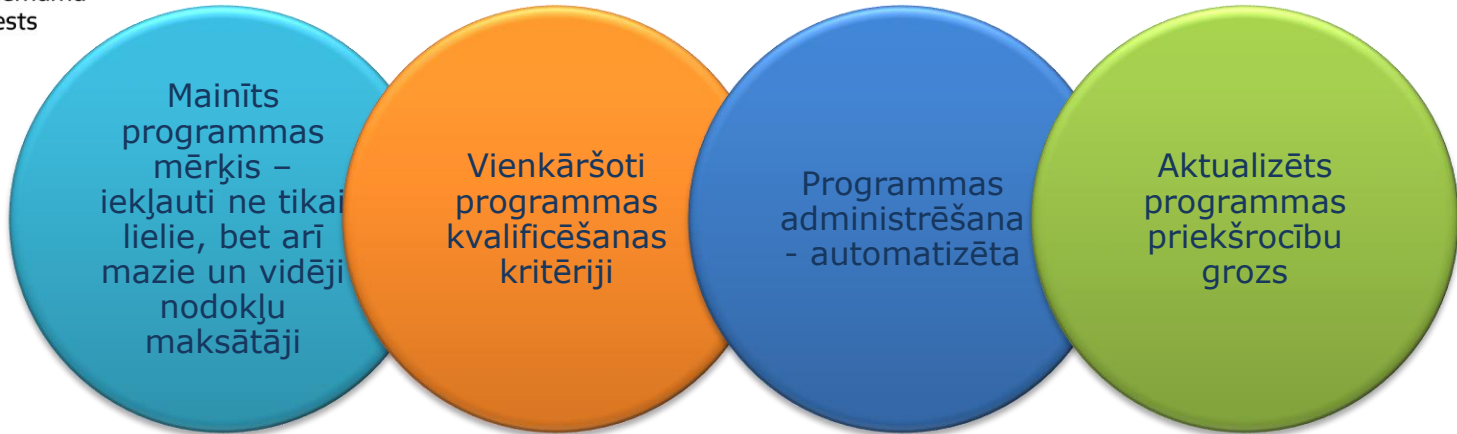 ests
Mainīts
programmas
mērķis –
iekļauti ne tikai
lielie, bet arī
mazie un vidēji
nodokļu
maksātāji
Vienkāršoti
programmas
kvalificēšanas
kritēriji
Programmas
administrēšana
- automatizēta
Aktualizēts
programmas
priekšrocību
grozs